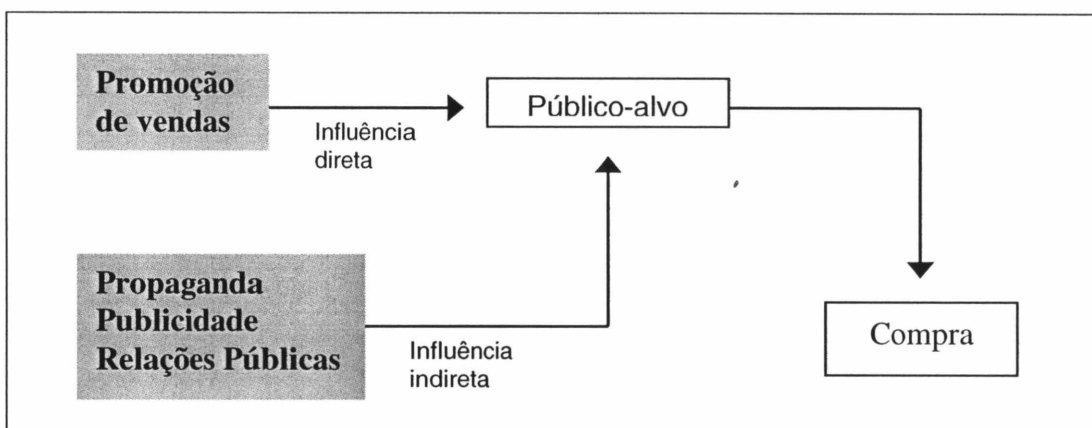 Promoção
de vendas
Influência
direta
Público-alvo
Propaganda
Publicidade
Relações Públicas
Influência
indireta
Compra